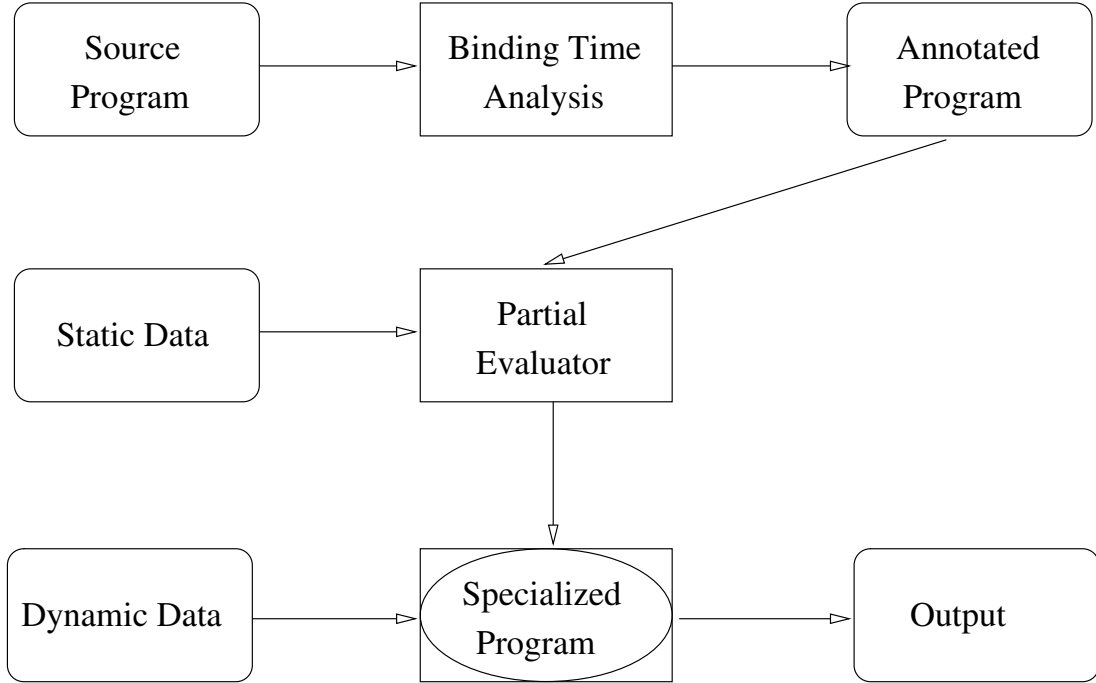 Source
Program
Binding Time
Analysis
Annotated
Program
Static Data
Partial
Evaluator
Dynamic Data
Specialized
Program
Output